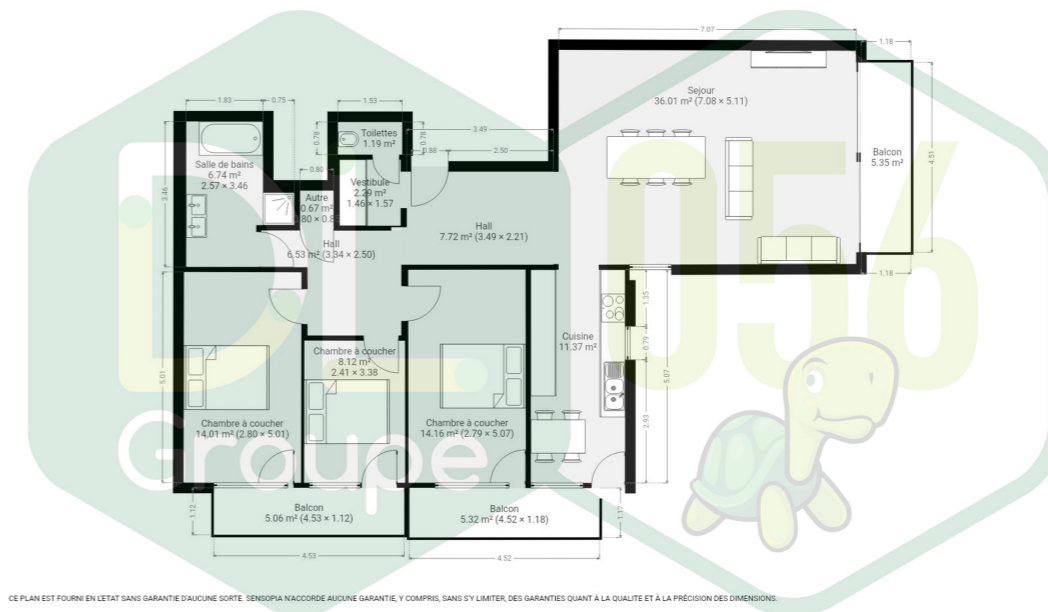 7.07
1.18
Sejour
36.01 m² (7.08 × 5.11)
Balcon
5.35 m²
4.51
1.18
1.83
0.75
1.53
0.78
Toilettes
1.19 m²
0.78
3.49
0.88
2.50
Salle de bains
6.74 m²
2.57 × 3.46
3.46
0.80
Autre
0.67 m²
Vestibule
2.29 m²
1.46 × 1.57
Hall
6.53 m² (3.34 × 2.50)
Hall
7.72 m² (3.49 × 2.21)
Cuisine
11.37 m²
1.35
0.79
5.07
2.93
Chambre à coucher
8.12 m²
2.41 × 3.38
5.01
Chambre à coucher
14.01 m² (2.80 × 5.01)
Chambre à coucher
14.16 m² (2.79 × 5.07)
Balcon
5.06 m² (4.53 × 1.12)
1.12
4.53
Balcon
5.32 m² (4.52 × 1.18)
1.17
4.52
DL
Groupe
056
CE PLAN EST FOURNI EN L'ETAT SANS GARANTIE D'AUCUNE SORTE. SENSOPIA N'ACCORDE AUCUNE GARANTIE, Y COMPRIS, SANS S'Y LIMITER, DES GARANTIES QUANT À LA QUALITE ET À LA PRÉCISION DES DIMENSIONS.